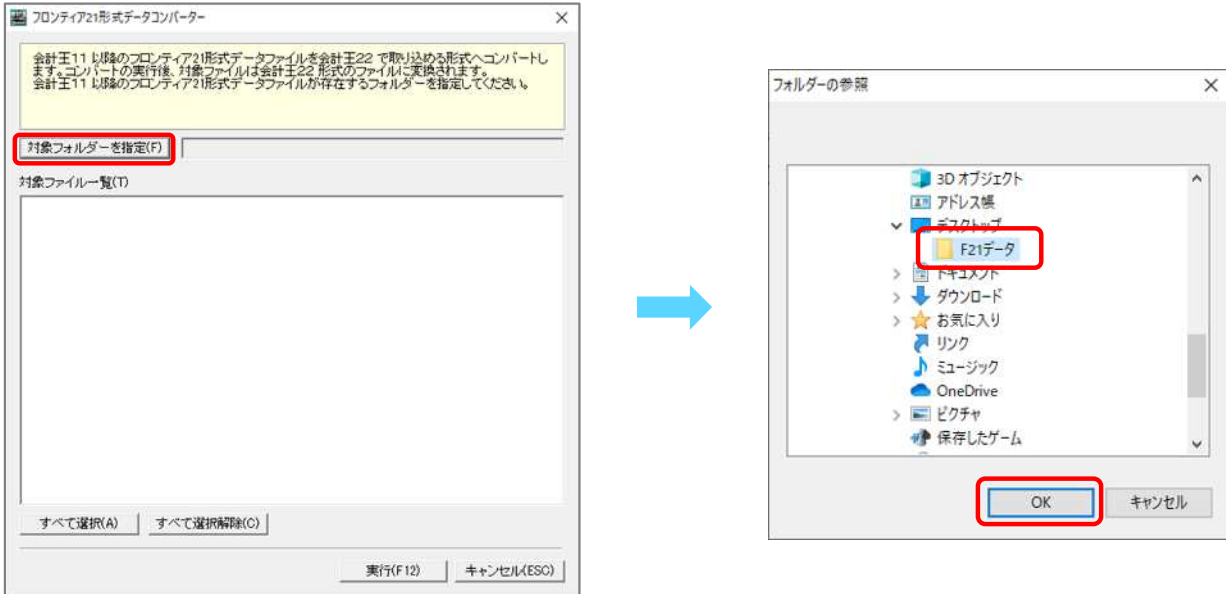 フロンティア21形式データコンバーター
会計王11 以降のフロンティア21形式データファイルを会計王22 で取り込める形式へコンバートし
ます。コンバートの実行後、対象ファイルは会計王22 形式のファイルに変換されます。
会計王11 以降のフロンティア21形式データファイルが存在するフォルダーを指定してください。
対象フォルダーを指定(F)
対象ファイル一覧(T)
すべて選択(A)
すべて選択解除(C)
実行(F12)
キャンセル(ESC)
フォルダーの参照
3D オブジェクト
アドレス帳
デスクトップ
F21データ
ドキュメント
ダウンロード
お気に入り
リンク
ミュージック
OneDrive
ピクチャ
保存したゲーム
OK
キャンセル